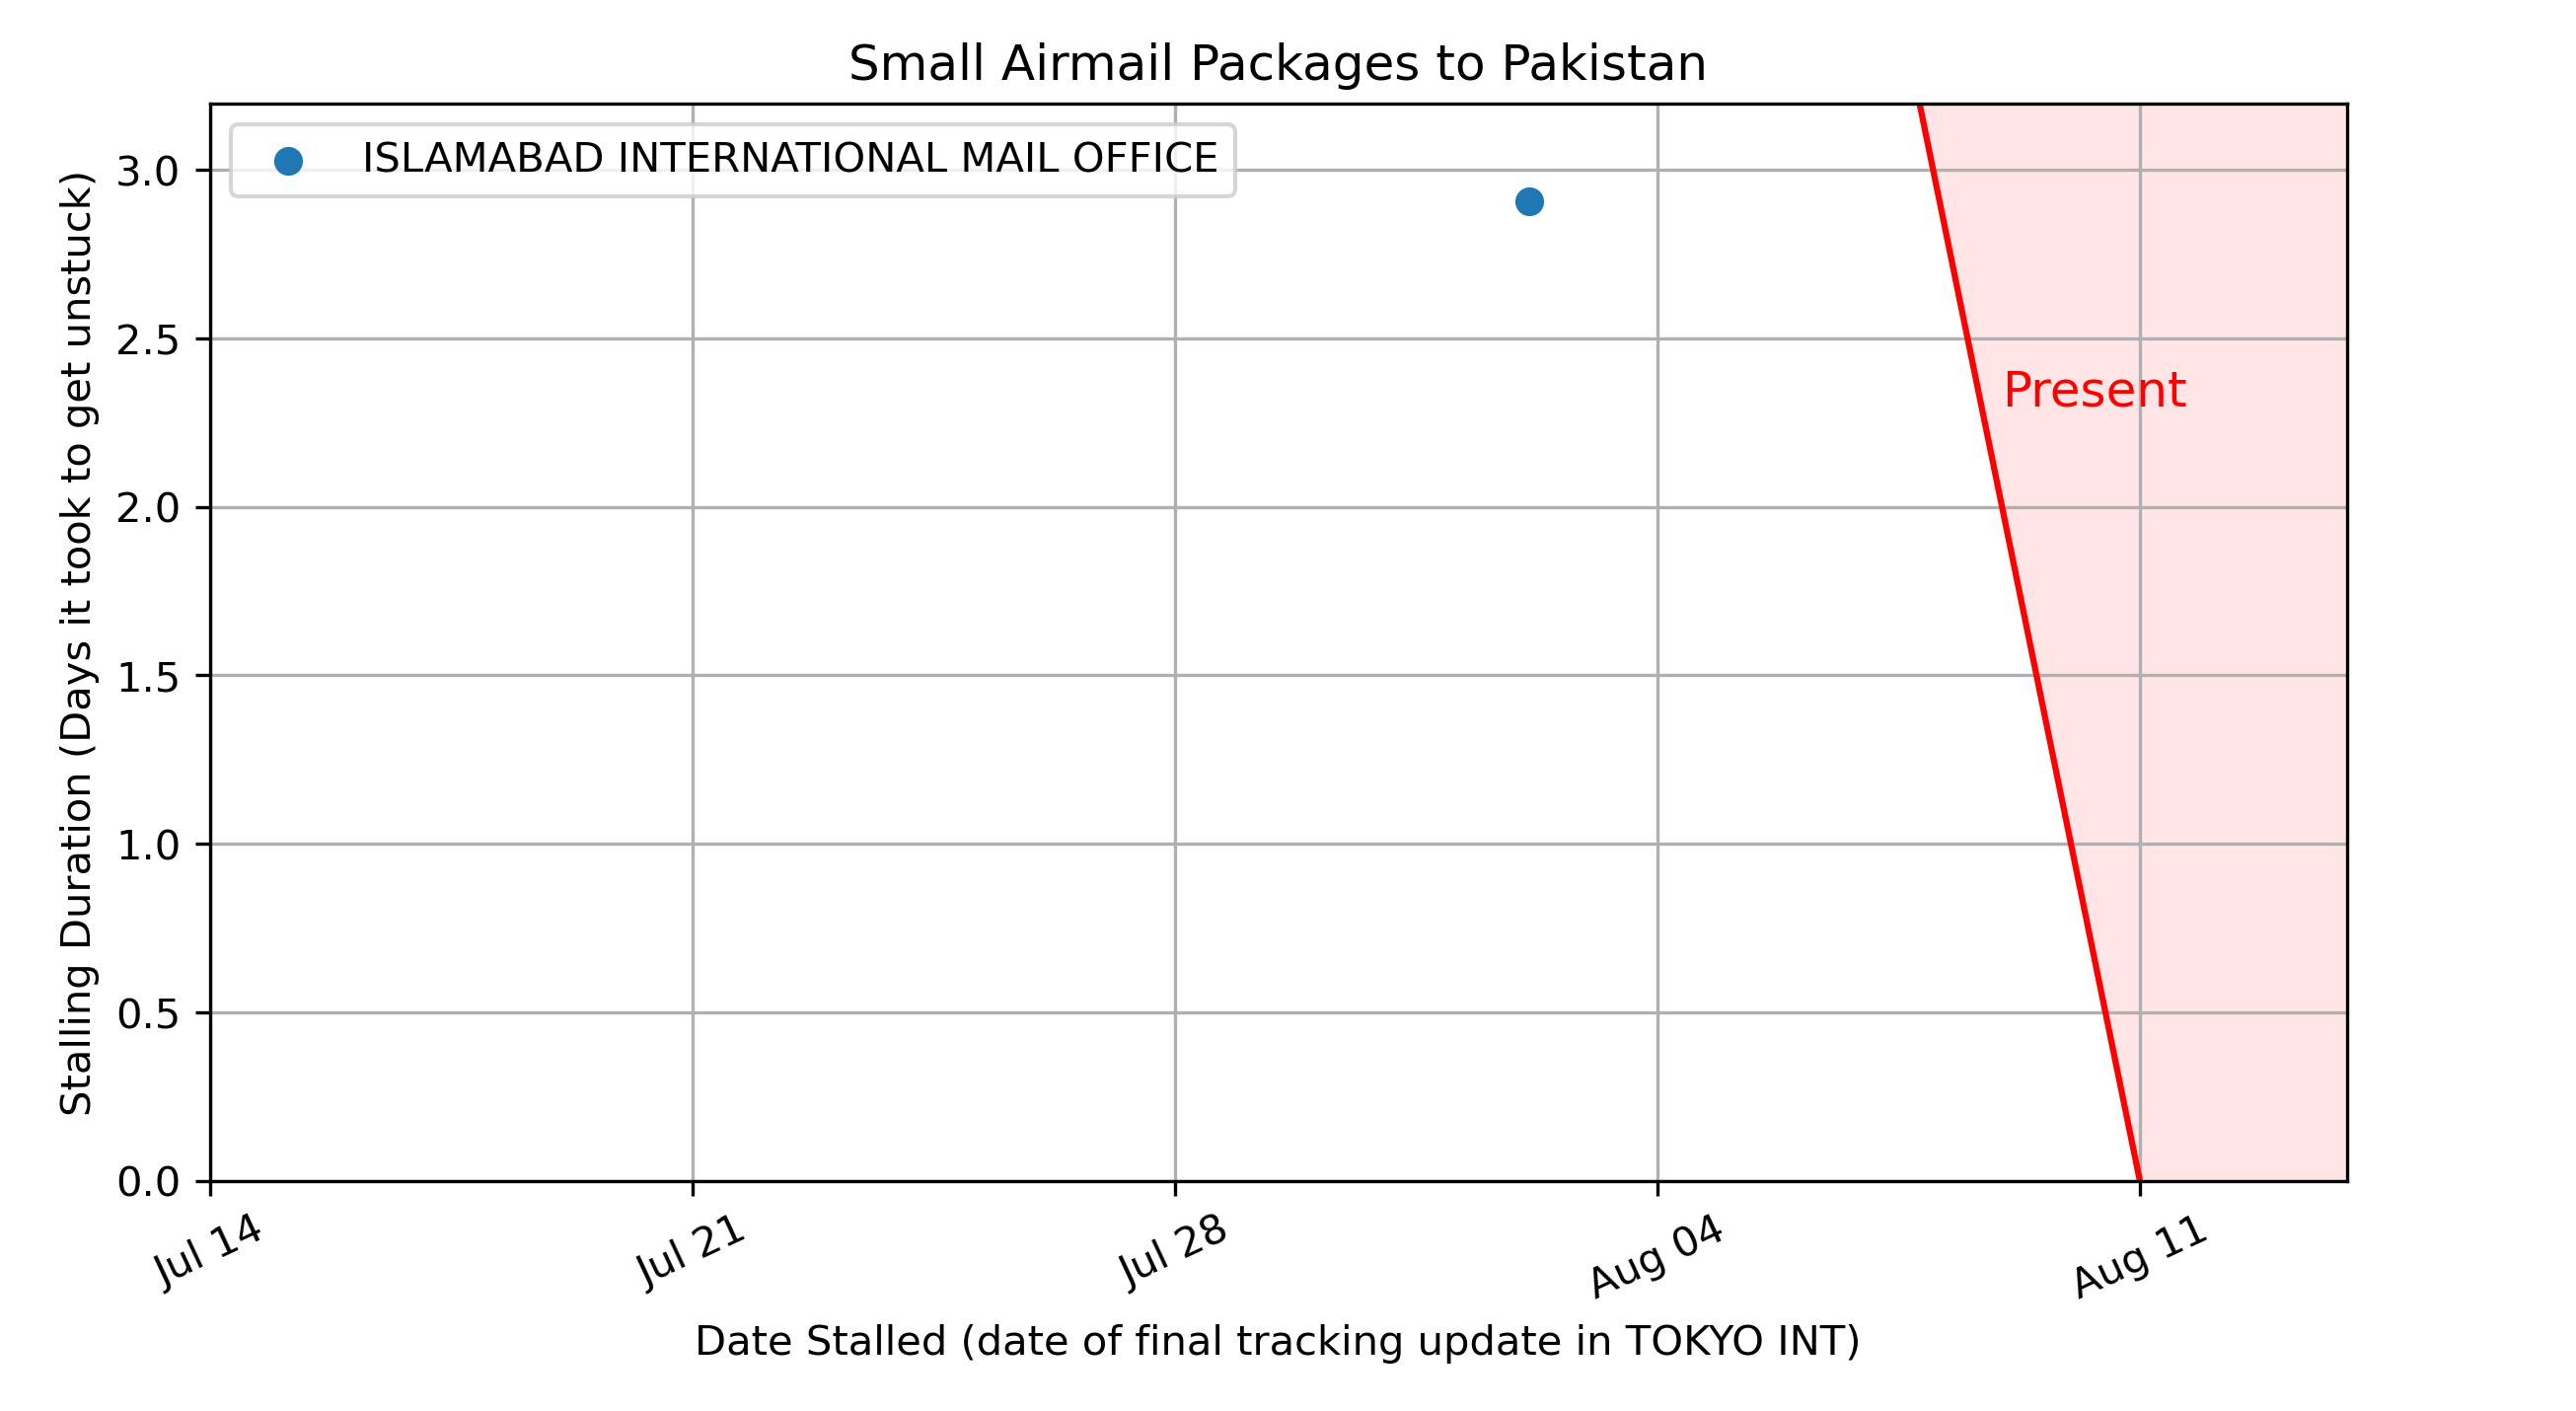 Small Airmail Packages to Pakistan
ISLAMABAD INTERNATIONAL MAIL OFFICE
Present
Stalling Duration (Days it took to get unstuck)
3.0
2.5
2.0
1.5
1.0
0.5
0.0
Jul 14
Jul 21
Jul 28
Aug 04
Aug 11
Date Stalled (date of final tracking update in TOKYO INT)